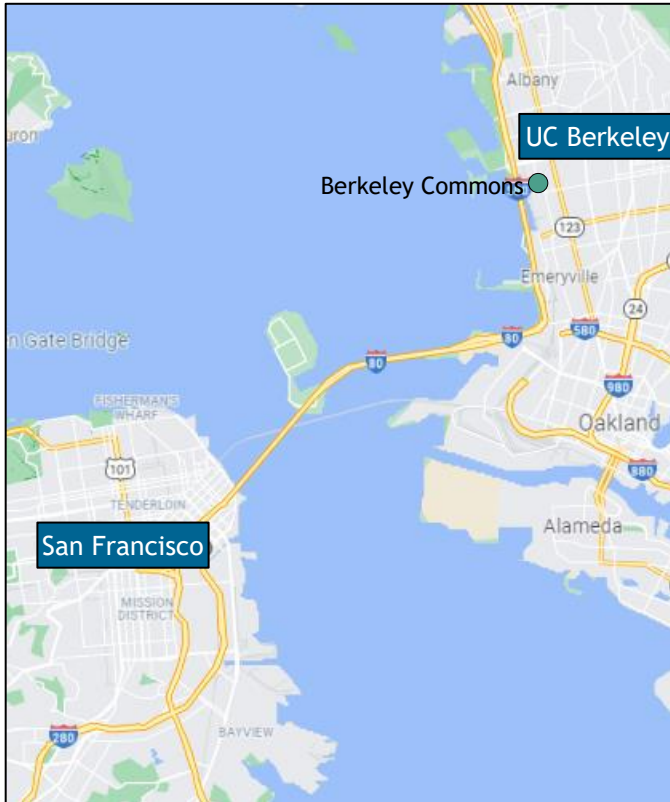 Albany
UC Berkeley
uron
Berkeley Commons
123
Emeryville
24
n Gate Bridge
80
580
80
980
FISHERMAN'S
WHARF
Oakland
101
880
TENDERLOIN
Alameda
San Francisco
MISSION
DISTRICT
280
BAYVIEW